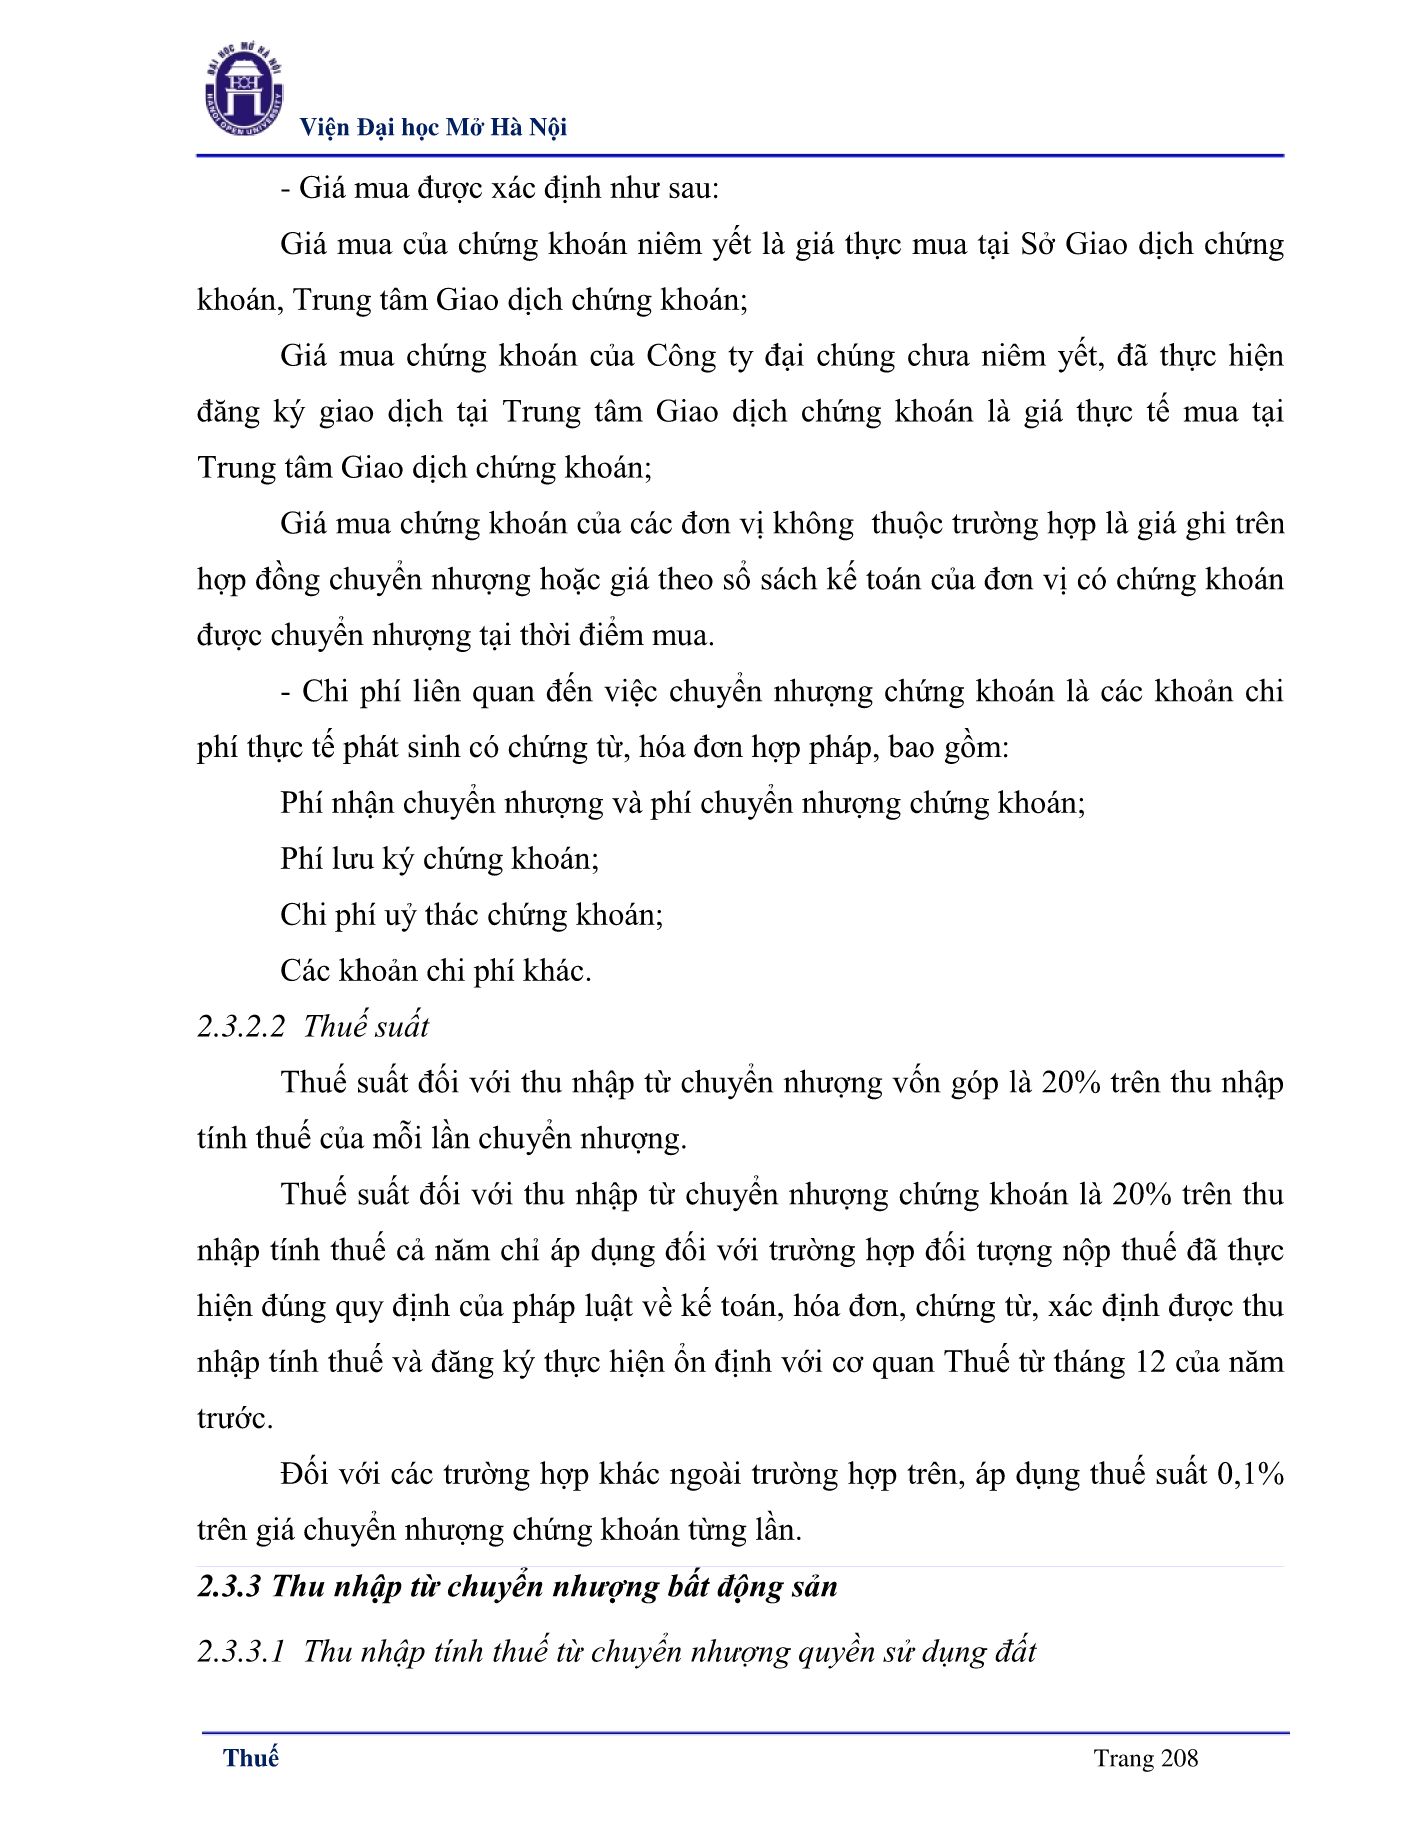 ĐẠI HỌC MỞ HÀ NỘI
HANOI OPEN UNIVERSITY
Viện Đại học Mở Hà Nội
- Giá mua được xác định như sau:
Giá mua của chứng khoán niêm yết là giá thực mua tại Sở Giao dịch chứng
khoán, Trung tâm Giao dịch chứng khoán;
Giá mua chứng khoán của Công ty đại chúng chưa niêm yết, đã thực hiện
đăng ký giao dịch tại Trung tâm Giao dịch chứng khoán là giá thực tế mua tại
Trung tâm Giao dịch chứng khoán;
Giá mua chứng khoán của các đơn vị không thuộc trường hợp là giá ghi trên
hợp đồng chuyển nhượng hoặc giá theo sổ sách kế toán của đơn vị có chứng khoán
được chuyển nhượng tại thời điểm mua.
- Chi phí liên quan đến việc chuyển nhượng chứng khoán là các khoản chi
phí thực tế phát sinh có chứng từ, hóa đơn hợp pháp, bao gồm:
Phí nhận chuyển nhượng và phí chuyển nhượng chứng khoán;
Phí lưu ký chứng khoán;
Chi phí uỷ thác chứng khoán;
Các khoản chi phí khác.
2.3.2.2 Thuế suất
Thuế suất đối với thu nhập từ chuyển nhượng vốn góp là 20% trên thu nhập
tính thuế của mỗi lần chuyển nhượng.
Thuế suất đối với thu nhập từ chuyển nhượng chứng khoán là 20% trên thu
nhập tính thuế cả năm chỉ áp dụng đối với trường hợp đối tượng nộp thuế đã thực
hiện đúng quy định của pháp luật về kế toán, hóa đơn, chứng từ, xác định được thu
nhập tính thuế và đăng ký thực hiện ổn định với cơ quan Thuế từ tháng 12 của năm
trước.
Đối với các trường hợp khác ngoài trường hợp trên, áp dụng thuế suất 0,1%
trên giá chuyển nhượng chứng khoán từng lần.
2.3.3 Thu nhập từ chuyển nhượng bất động sản
2.3.3.1 Thu nhập tính thuế từ chuyển nhượng quyền sử dụng đất
Thuế
Trang 208